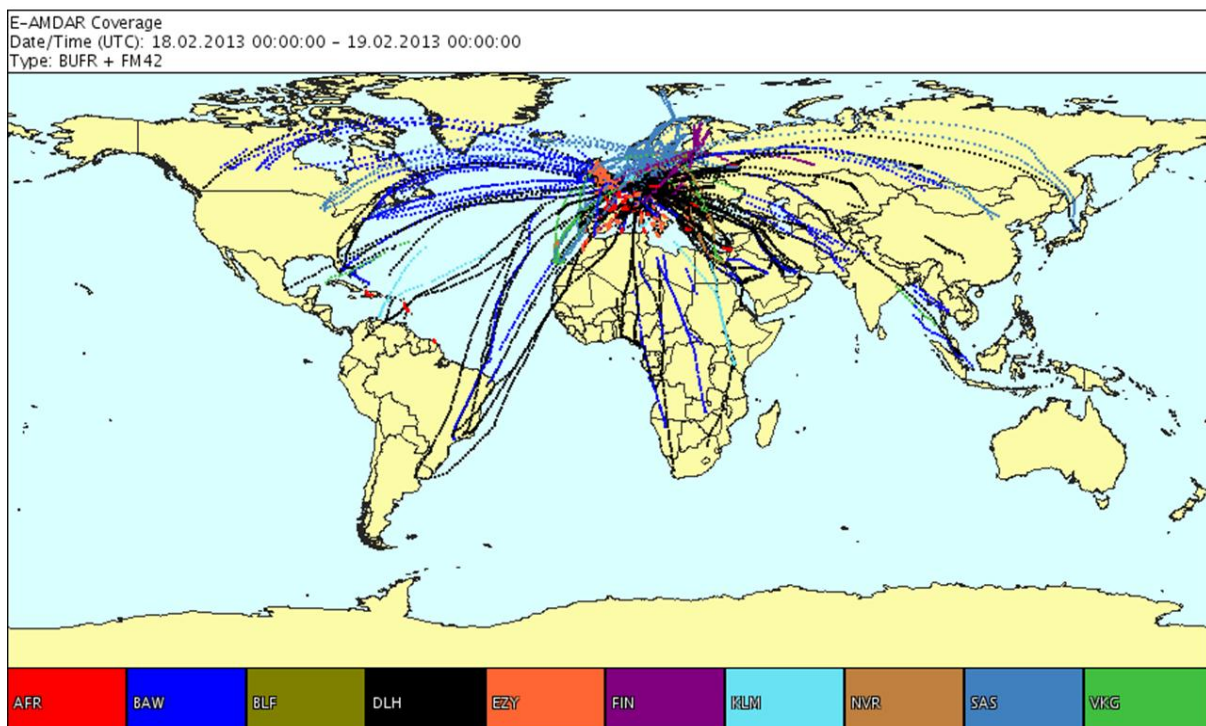 E-AMDAR Coverage
Date/Time (UTC): 18.02.2013 00:00:00 - 19.02.2013 00:00:00
Type: BUFR + FM42
AFR BAW BLF DLH EZY FIN KLM NVR SAS VKG